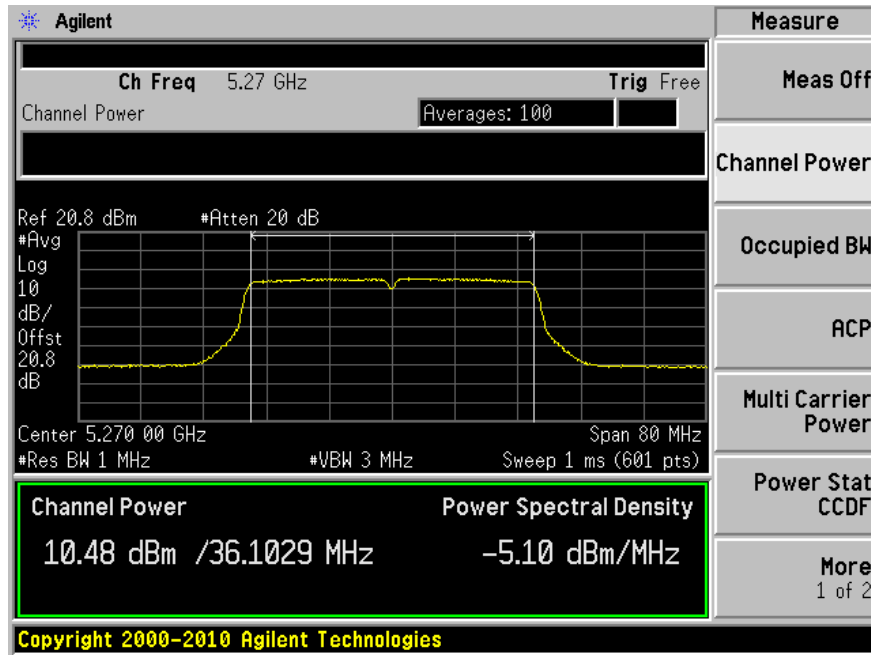 Agilent
Measure
Ch Freq 5.27 GHz Trig Free
Channel Power Averages: 100
Meas Off
Channel Power
Occupied BW
ACP
Multi Carrier
Power
Power Stat
CCDF
More
1 of 2
Ref 20.8 dBm #Atten 20 dB
#Avg
Log
10
dB/
Offst
20.8
dB
Center 5.270 00 GHz Span 80 MHz
#Res BW 1 MHz #VBW 3 MHz Sweep 1 ms (601 pts)
Channel Power Power Spectral Density
10.48 dBm /36.1029 MHz -5.10 dBm/MHz
Copyright 2000-2010 Agilent Technologies